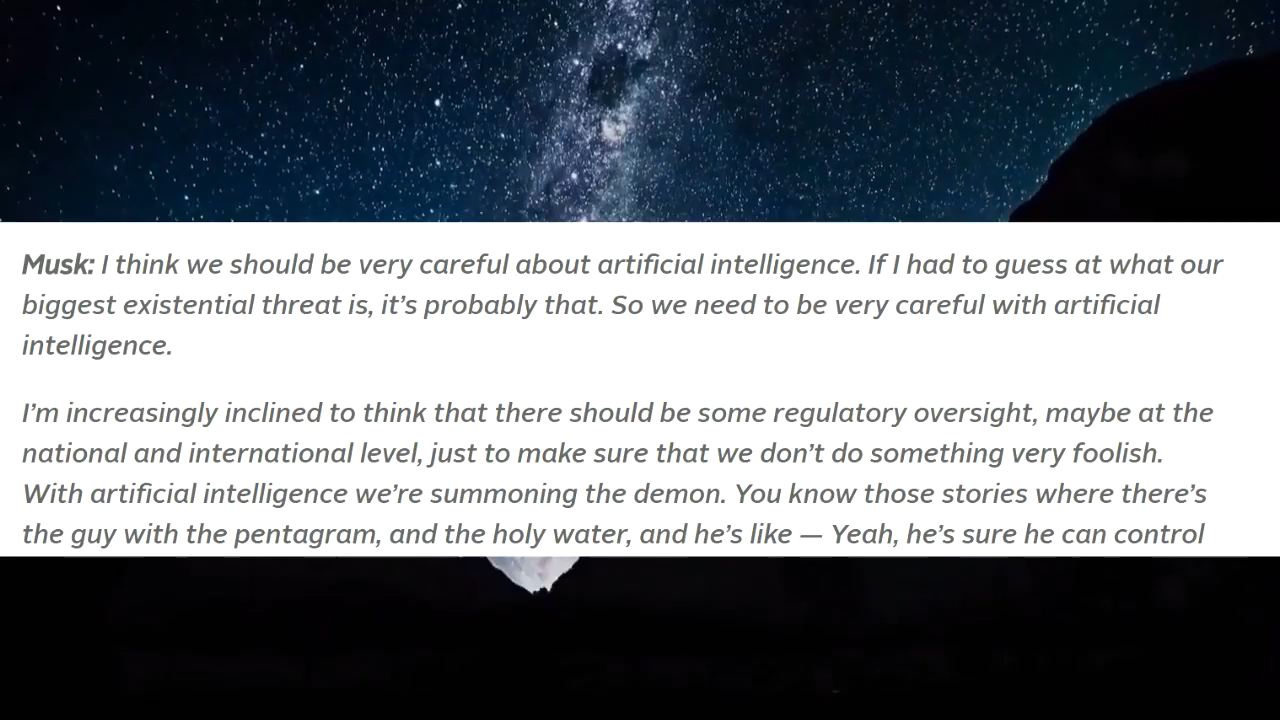 Musk: I think we should be very careful about artificial intelligence. If I had to guess at what our
biggest existential threat is, it’s probably that. So we need to be very careful with artificial
intelligence.
I’m increasingly inclined to think that there should be some regulatory oversight, maybe at the
national and international level, just to make sure that we don’t do something very foolish.
With artificial intelligence we’re summoning the demon. You know those stories where there’s
the guy with the pentagram, and the holy water, and he’s like — Yeah, he’s sure he can control